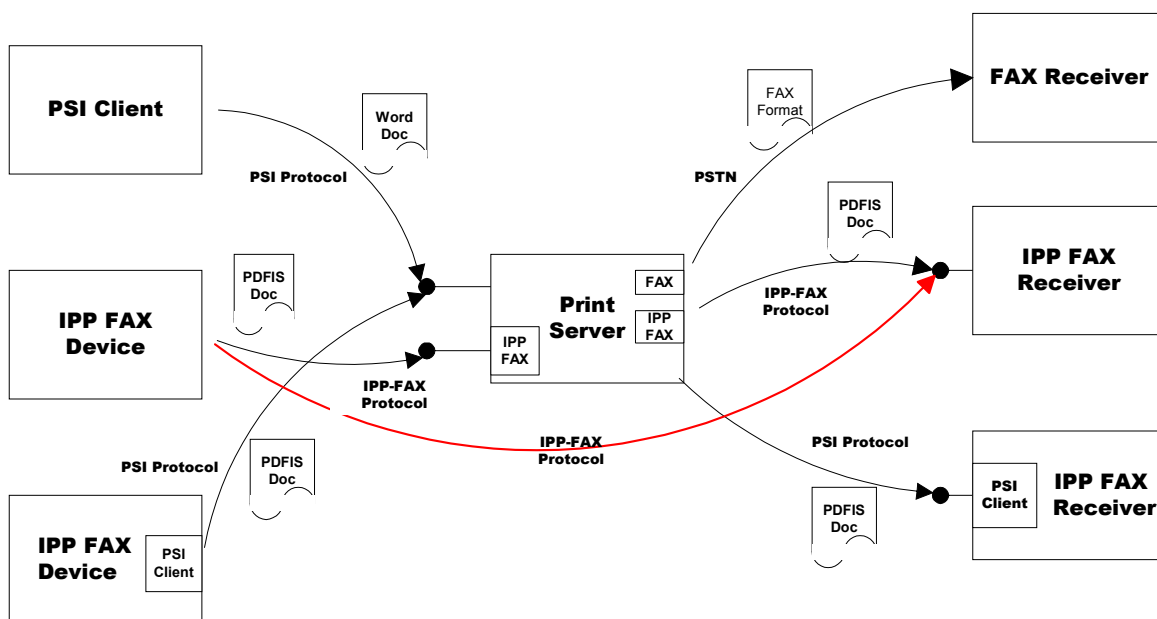 PSI Client
Word
Doc
PSI Protocol
FAX
Format
PSTN
FAX Receiver
PDFIS
Doc
IPP FAX
Device
IPP-FAX
Protocol
Print
Server
FAX
IPP
FAX
IPP
FAX
PDFIS
Doc
IPP-FAX
Protocol
IPP FAX
Receiver
IPP-FAX
Protocol
PSI Protocol
PDFIS
Doc
IPP FAX
Device
PSI
Client
PSI Protocol
PDFIS
Doc
PSI
Client
IPP FAX
Receiver